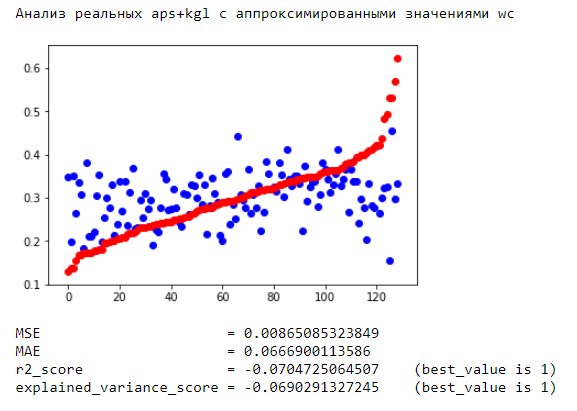 Анализ реальных aps+kgl с аппроксимированными значениями wc
0.6
0.5
0.4
0.3
0.2
0.1
0 20 40 60 80 100 120
MSE = 0.00865085323849
MAE = 0.0666900113586
r2_score = -0.0704725064507 (best_value is 1)
explained_variance_score = -0.0690291327245 (best_value is 1)